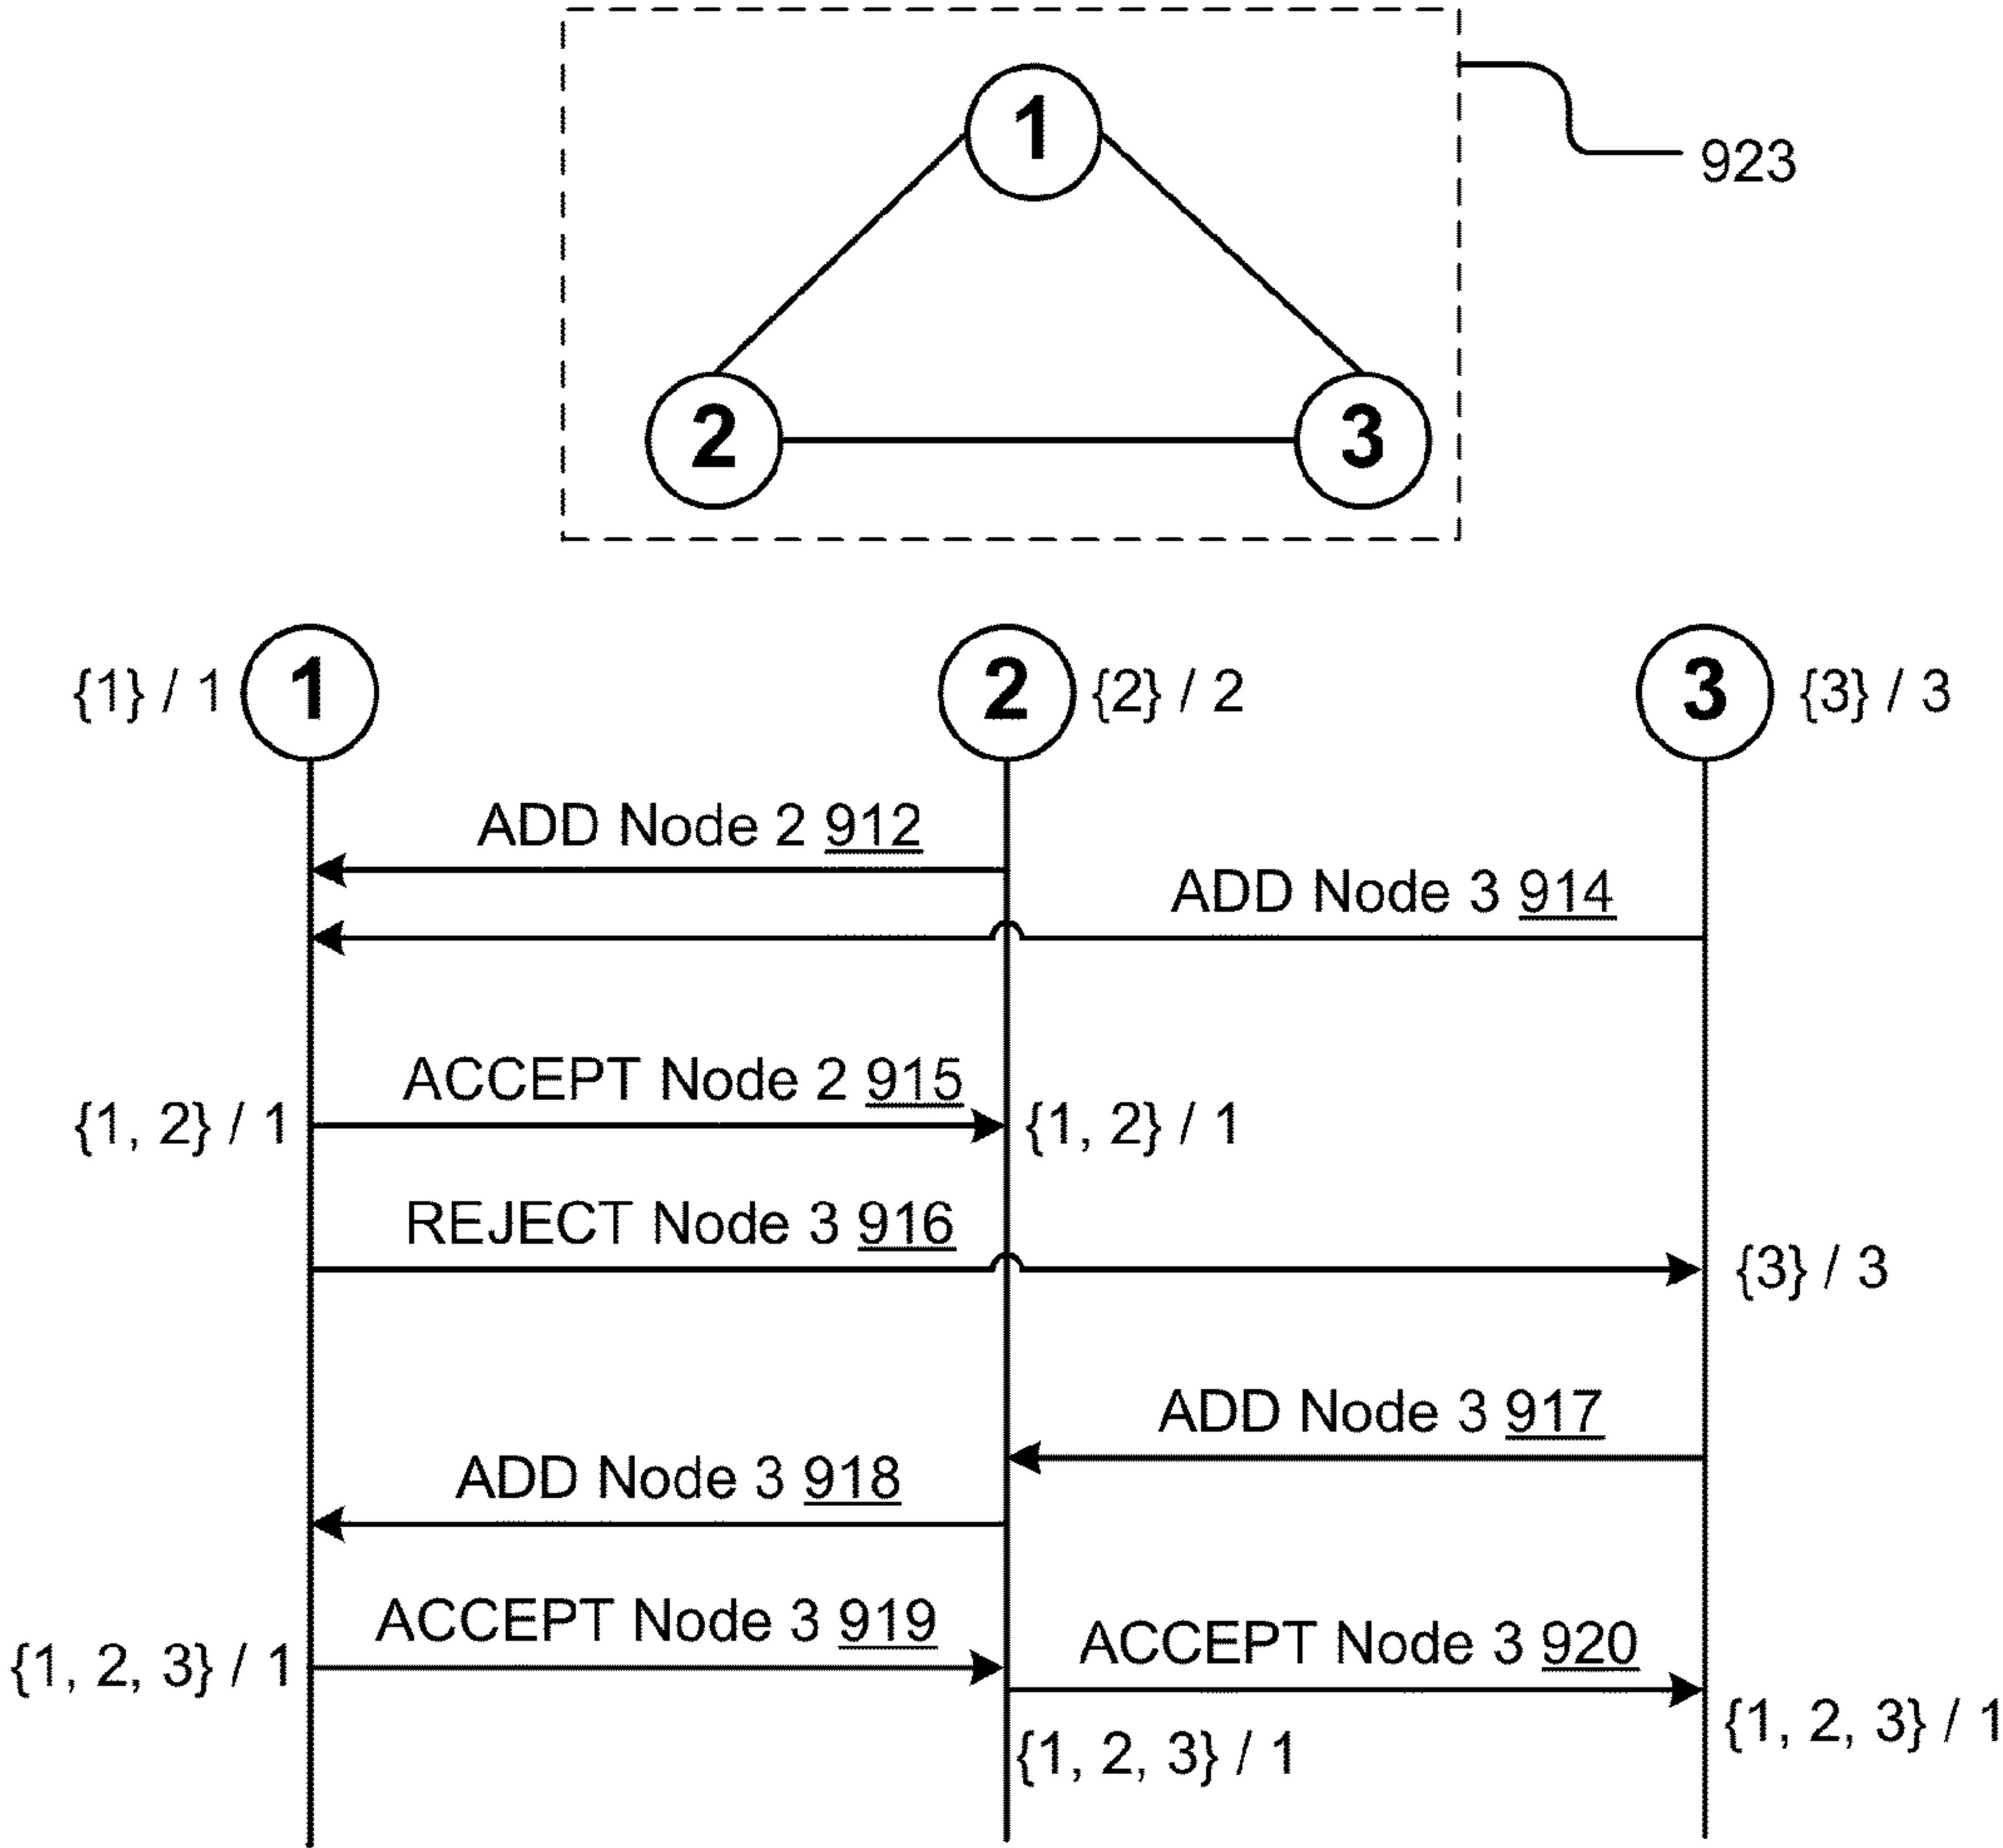 1
923
2
3
{1} / 1
1
2
{2} / 2
3
{3} / 3
ADD Node 2 912
ADD Node 3 914
ACCEPT Node 2 915
{1, 2} / 1
{1, 2} / 1
REJECT Node 3 916
{3} / 3
ADD Node 3 917
ADD Node 3 918
ACCEPT Node 3 919
ACCEPT Node 3 920
{1, 2, 3} / 1
{1, 2, 3} / 1
{1, 2, 3} / 1